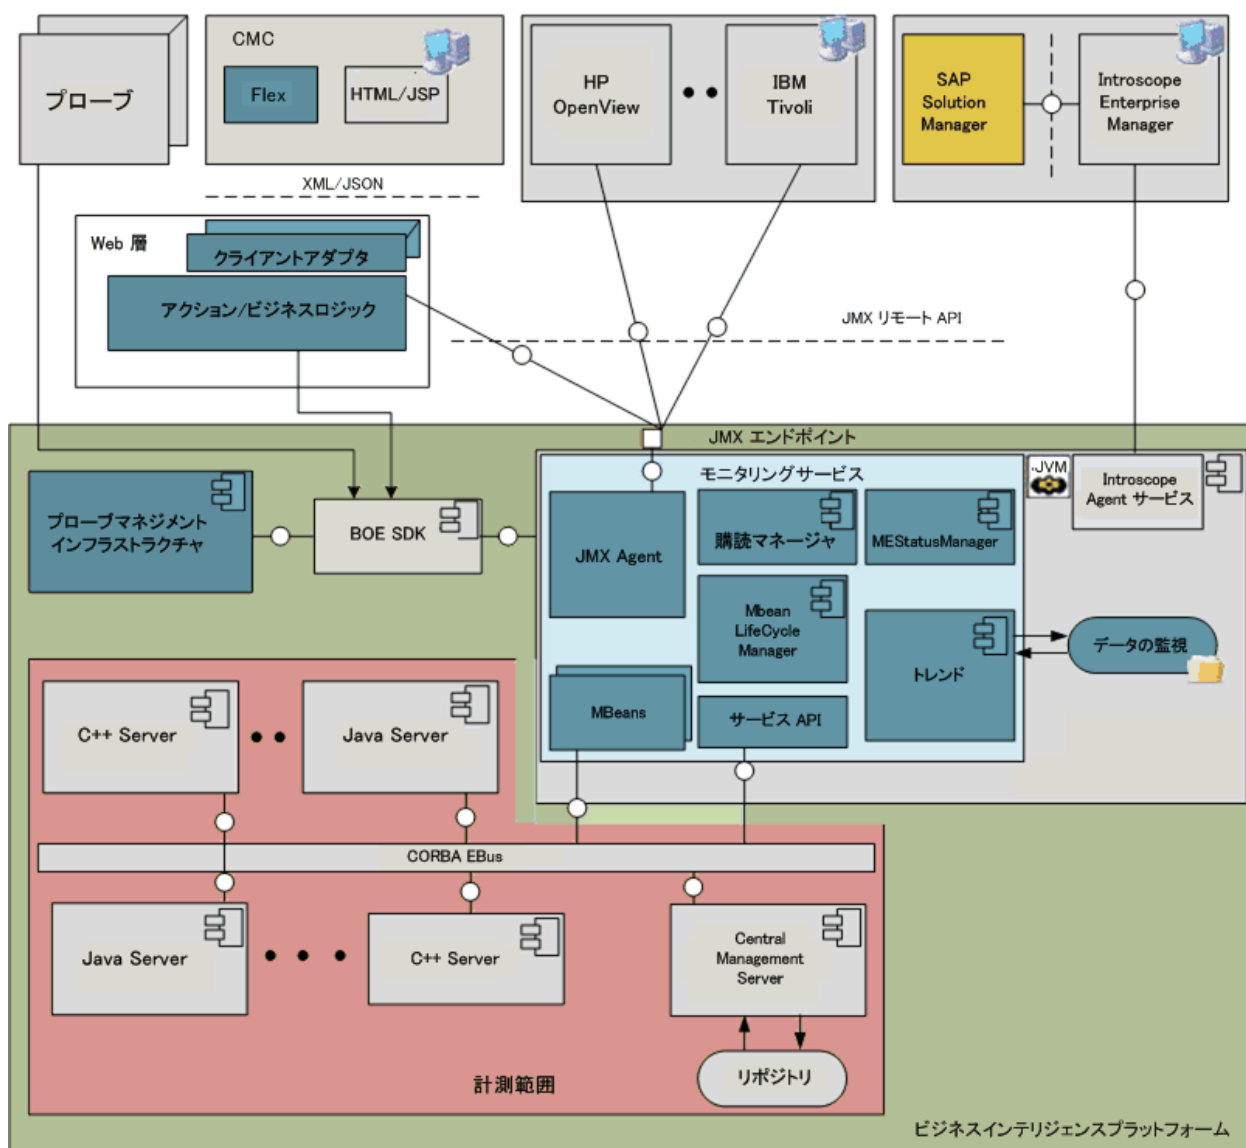 プローブ
CMC
Flex
HTML/JSP
HP
OpenView
IBM
Tivoli
SAP
Solution
Manager
Introscope
Enterprise
Manager
XML/JSON
Web 層
クライアントアダプタ
アクション/ビジネスロジック
JMX リモート API
JMX エンドポイント
モニタリングサービス
JVM
Introscope
Agent サービス
プローブマネジメント
インフラストラクチャ
BOE SDK
JMX Agent
購読マネージャ
MEStatusManager
Mbean
LifeCycle
Manager
トレンド
データの監視
MBeans
サービス API
C++ Server
Java Server
CORBA EBus
Java Server
C++ Server
Central
Management
Server
リポジトリ
計測範囲
ビジネスインテリジェンスプラットフォーム